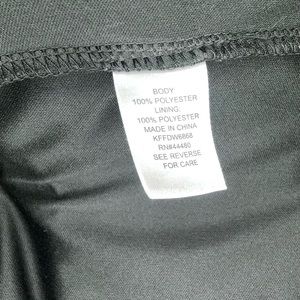 BODY
100% POLYESTER
LINING:
100% POLYESTER
MADE IN CHINA
KFFDW6868
RN#44480
SEE REVERSE
FOR CARE